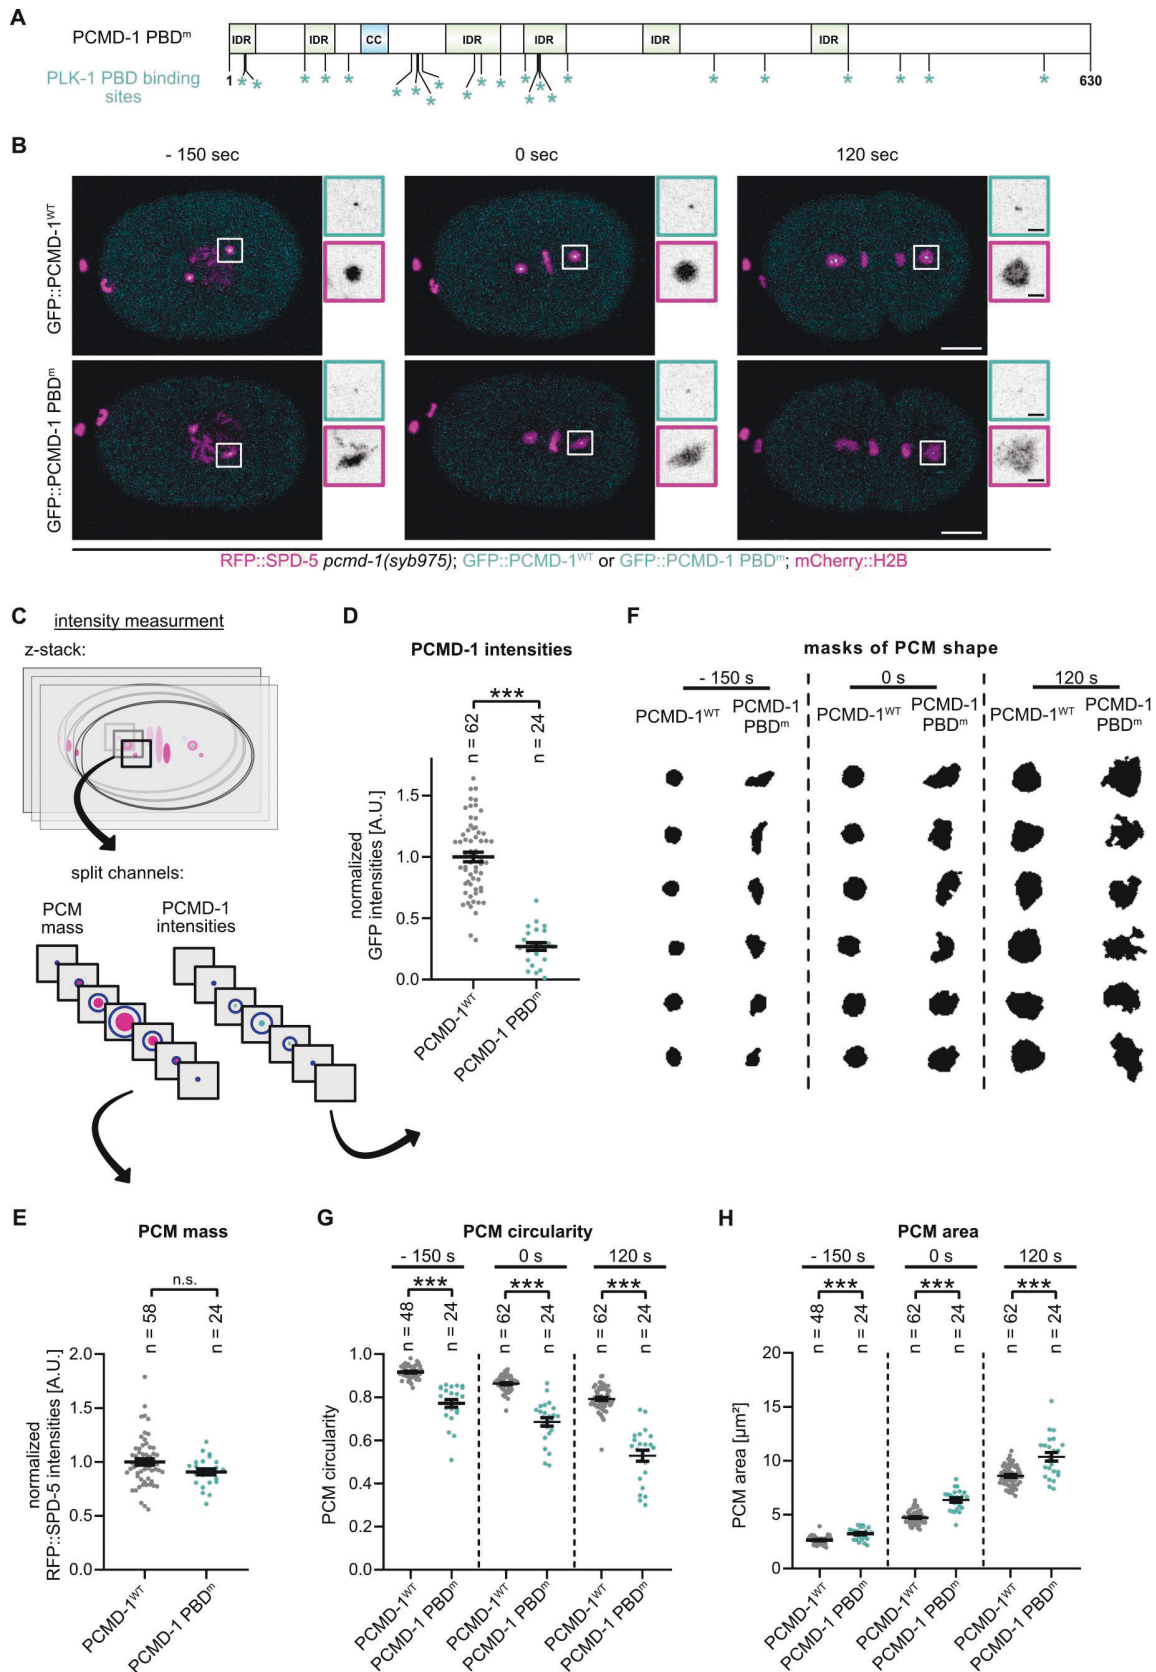 A
PCMD-1 PBDᵐ
IDR IDR CC IDR IDR IDR IDR
PLK-1 PBD binding
sites
1 * * * * * * * * * * * * * * * * * * * * * * * * 630
B
- 150 sec 0 sec 120 sec
GFP::PCMD-1ᵂᵀ
GFP::PCMD-1 PBDᵐ
RFP::SPD-5 pcmd-1(syb975); GFP::PCMD-1ᵂᵀ or GFP::PCMD-1 PBDᵐ; mCherry::H2B
C
intensity measurment
z-stack:
split channels:
PCM
mass
PCMD-1
intensities
D
PCMD-1 intensities
***
n = 62
n = 24
normalized
GFP intensities [A.U.]
1.5
1.0
0.5
0.0
PCMD-1ᵂᵀ
PCMD-1 PBDᵐ
F
masks of PCM shape
- 150 s 0 s 120 s
PCMD-1ᵂᵀ PCMD-1 PBDᵐ PCMD-1ᵂᵀ PCMD-1 PBDᵐ PCMD-1ᵂᵀ PCMD-1 PBDᵐ
E
PCM mass
n.s.
n = 58
n = 24
normalized
RFP::SPD-5 intensities [A.U.]
2.0
1.5
1.0
0.5
0.0
PCMD-1ᵂᵀ
PCMD-1 PBDᵐ
G
PCM circularity
- 150 s 0 s 120 s
*** *** ***
n = 48
n = 24
n = 62
n = 24
n = 62
n = 24
PCM circularity
1.0
0.8
0.6
0.4
0.2
0.0
PCMD-1ᵂᵀ
PCMD-1 PBDᵐ
PCMD-1ᵂᵀ
PCMD-1 PBDᵐ
PCMD-1ᵂᵀ
PCMD-1 PBDᵐ
H
PCM area
- 150 s 0 s 120 s
*** *** ***
n = 48
n = 24
n = 62
n = 24
n = 62
n = 24
PCM area [µm²]
20
15
10
5
0
PCMD-1ᵂᵀ
PCMD-1 PBDᵐ
PCMD-1ᵂᵀ
PCMD-1 PBDᵐ
PCMD-1ᵂᵀ
PCMD-1 PBDᵐ